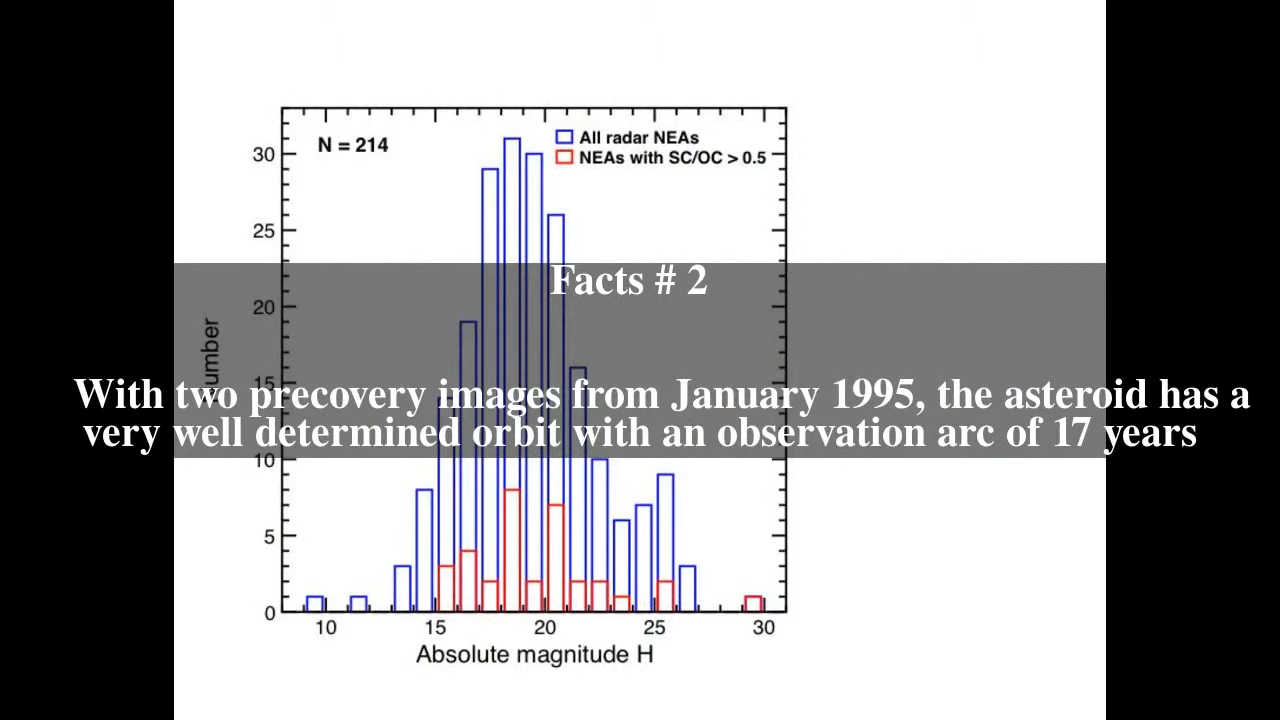 N = 214
All radar NEAs
NEAs with SC/OC > 0.5
30
25
Facts # 2
20
15
With two precovery images from January 1995, the asteroid has a
very well determined orbit with an observation arc of 17 years
10
5
0
10 15 20 25 30
Absolute magnitude H